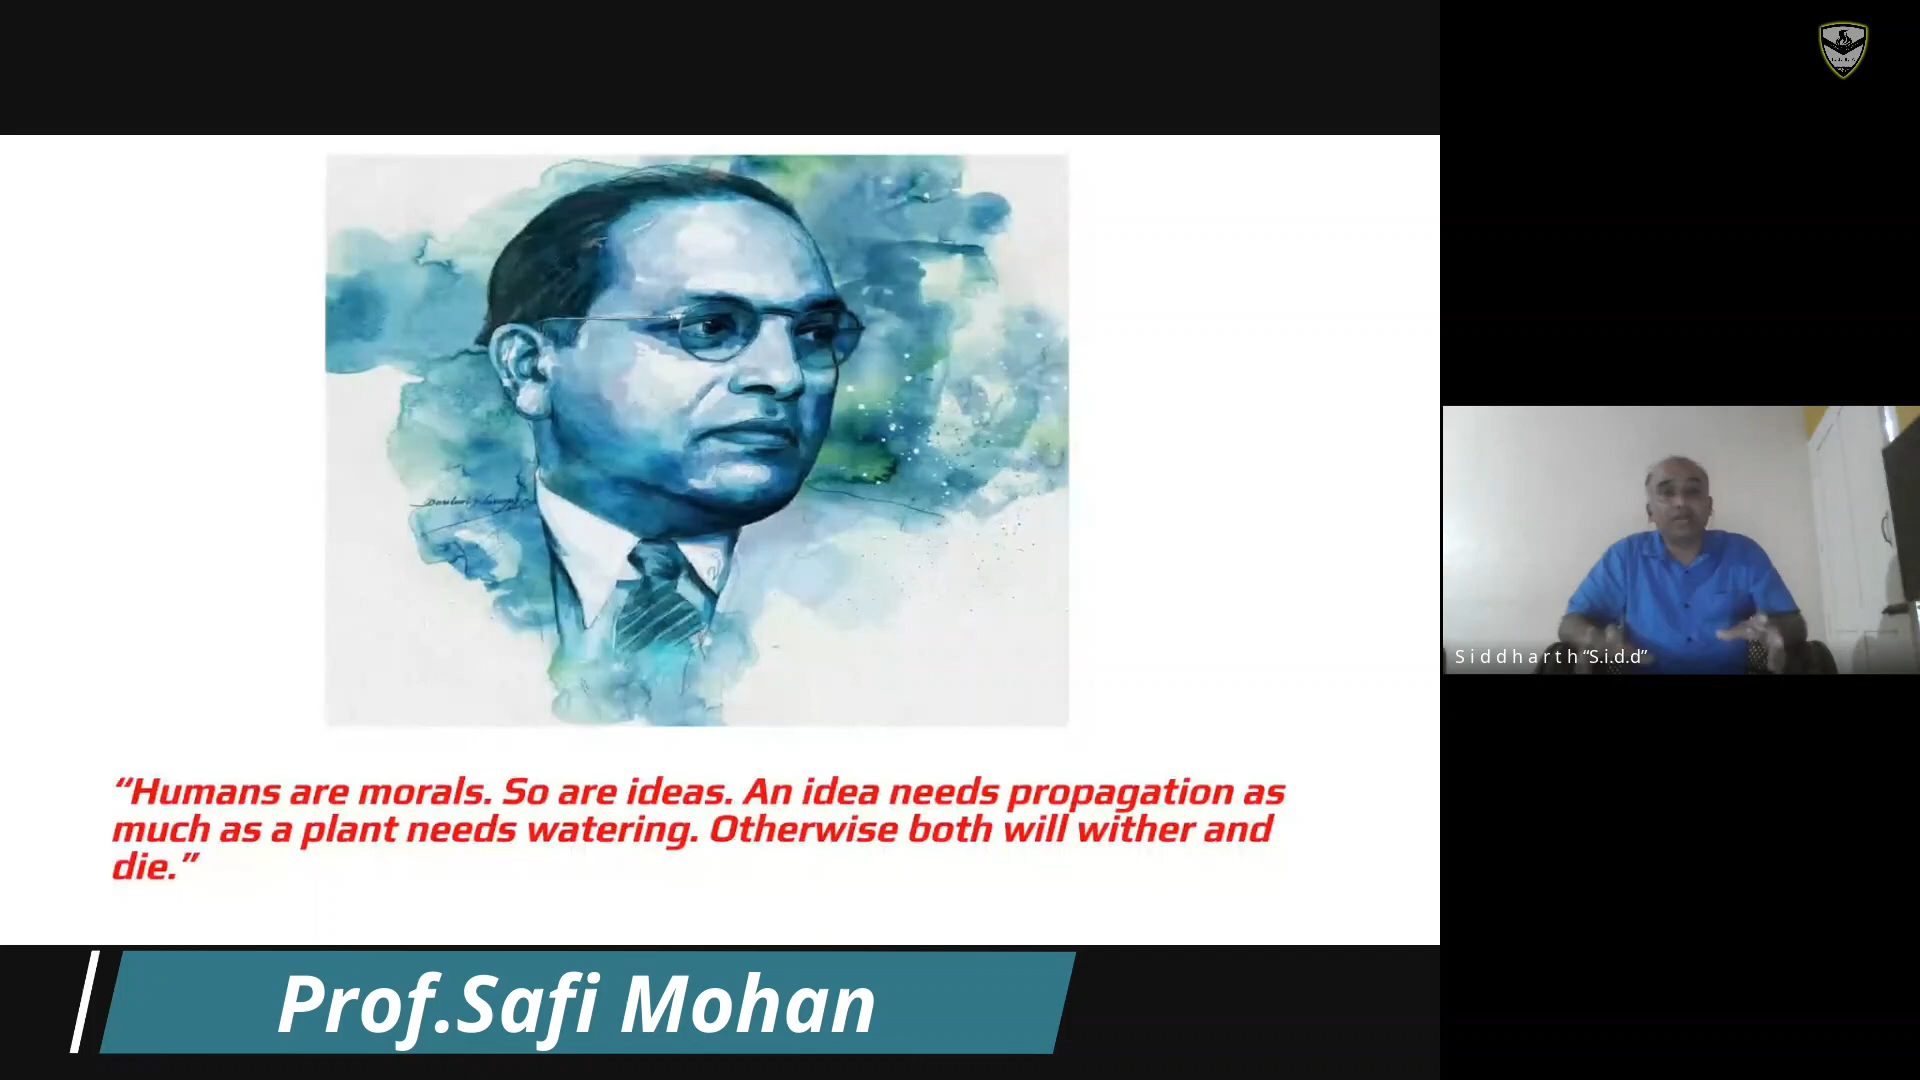 “Humans are morals. So are ideas. An idea needs propagation as
much as a plant needs watering. Otherwise both will wither and
die.”
S i d d h a r t h “S.i.d.d”
Prof.Safi Mohan